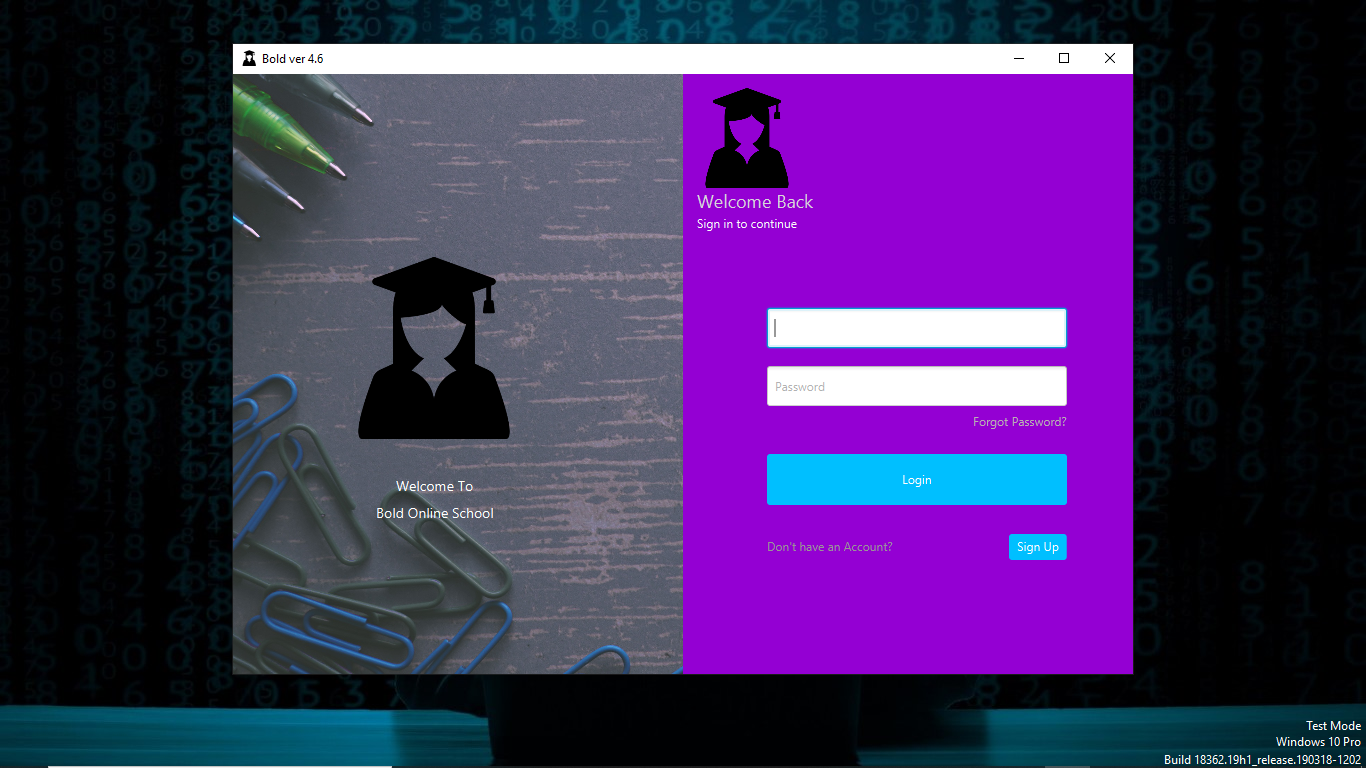 Bold ver 4.6
Welcome To
Bold Online School
Welcome Back
Sign in to continue
Password
Forgot Password?
Login
Don't have an Account?
Sign Up
Test Mode
Windows 10 Pro
Build 18362.19h1_release.190318-1202